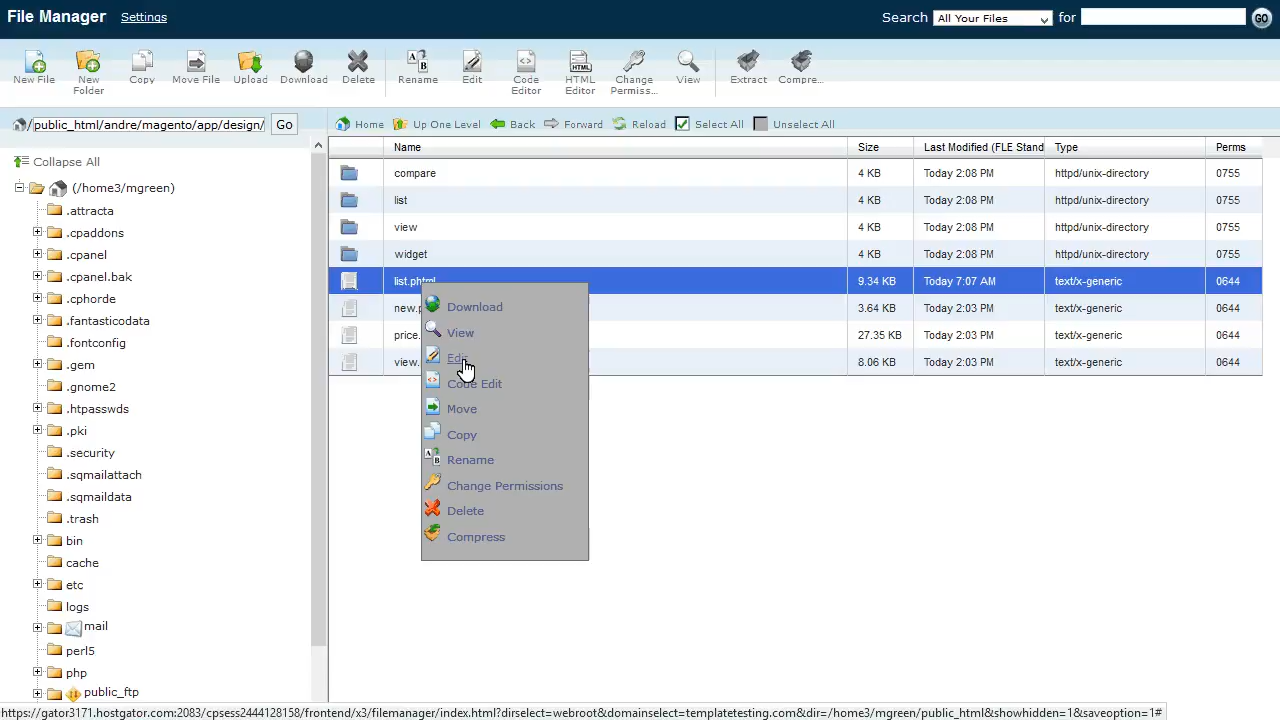 File Manager Settings Search All Your Files for GO
New File New Folder Copy Move File Upload Download Delete Rename Edit Code Editor HTML Editor Change Permiss... View Extract Compre...
/public_html/andre/magento/app/design/ Go Home Up One Level Back Forward Reload Select All Unselect All
Name Size Last Modified (FLE Stand Type Perms
Collapse All
(/home3/mgreen)
.attracta
.cpaddons
.cpanel
.cpanel.bak
.cphorde
.fantasticodata
.fontconfig
.gem
.gnome2
.htpasswds
.pki
.security
.sqmailattach
.sqmaildata
.trash
bin
cache
etc
logs
mail
perl5
php
public_ftp
compare 4 KB Today 2:08 PM httpd/unix-directory 0755
list 4 KB Today 2:08 PM httpd/unix-directory 0755
view 4 KB Today 2:08 PM httpd/unix-directory 0755
widget 4 KB Today 2:08 PM httpd/unix-directory 0755
list.phtml 9.34 KB Today 7:07 AM text/x-generic 0644
new.p 3.64 KB Today 2:03 PM text/x-generic 0644
price. 27.35 KB Today 2:03 PM text/x-generic 0644
view. 8.06 KB Today 2:03 PM text/x-generic 0644
Download
View
Edit
Code Edit
Move
Copy
Rename
Change Permissions
Delete
Compress
https://gator3171.hostgator.com:2083/cpsess2444128158/frontend/x3/filemanager/index.html?dirselect=webroot&domainselect=templatetesting.com&dir=/home3/mgreen/public_html&showhidden=1&saveoption=1#